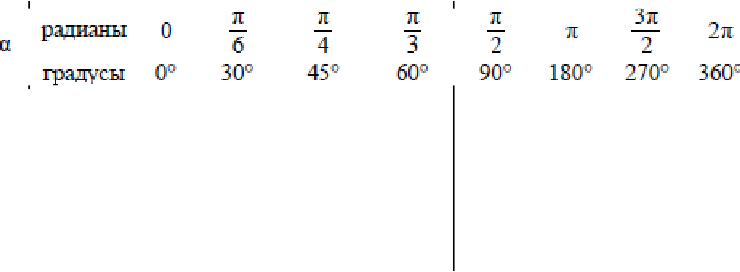 α радианы 0 π/6 π/4 π/3 π/2 π 3π/2 2π
градусы 0° 30° 45° 60° 90° 180° 270° 360°